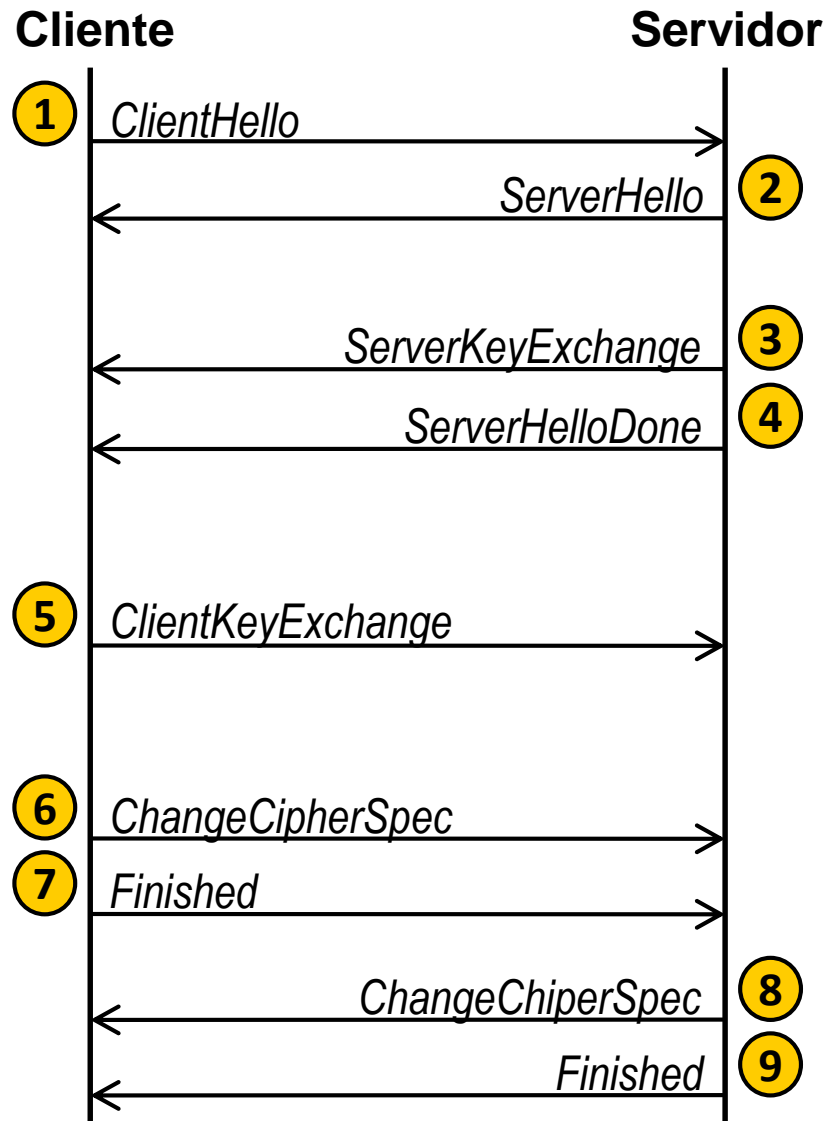 Cliente Servidor
1 ClientHello
ServerHello 2
ServerKeyExchange 3
ServerHelloDone 4
5 ClientKeyExchange
6 ChangeCipherSpec
7 Finished
ChangeChiperSpec 8
Finished 9